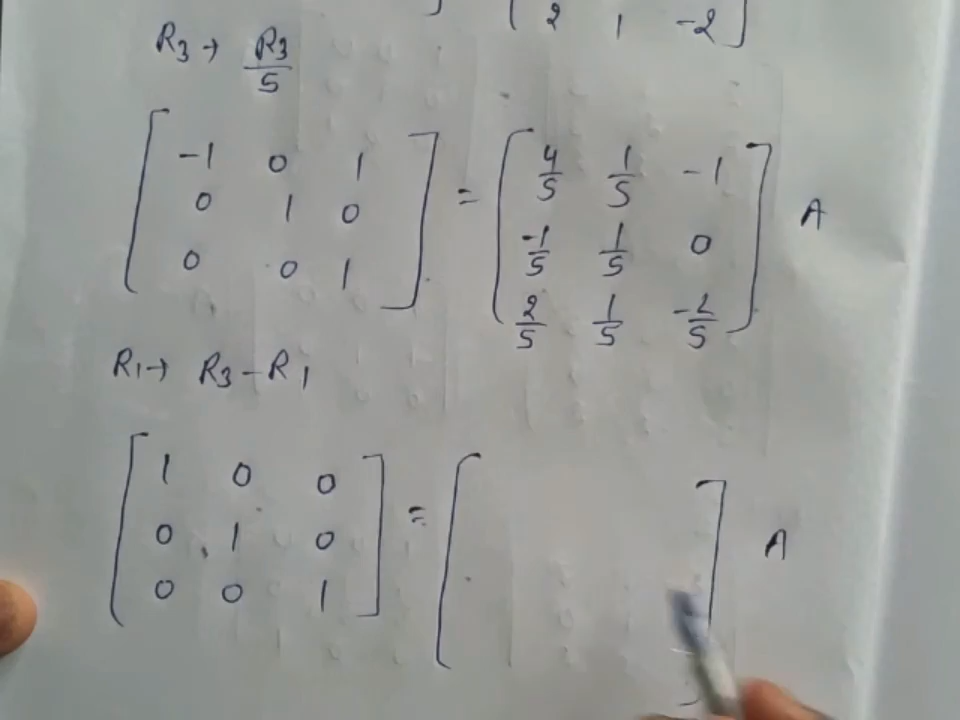 2 1 -2
R3 → R3/5
[ -1 0 1 ] = [ 4/5 1/5 -1 ] A
[ 0 1 0 ] [ -1/5 1/5 0 ]
[ 0 0 1 ] [ 2/5 1/5 -2/5 ]
R1 → R3 - R1
[ 1 0 0 ] = [ ] A
[ 0 1 0 ]
[ 0 0 1 ]